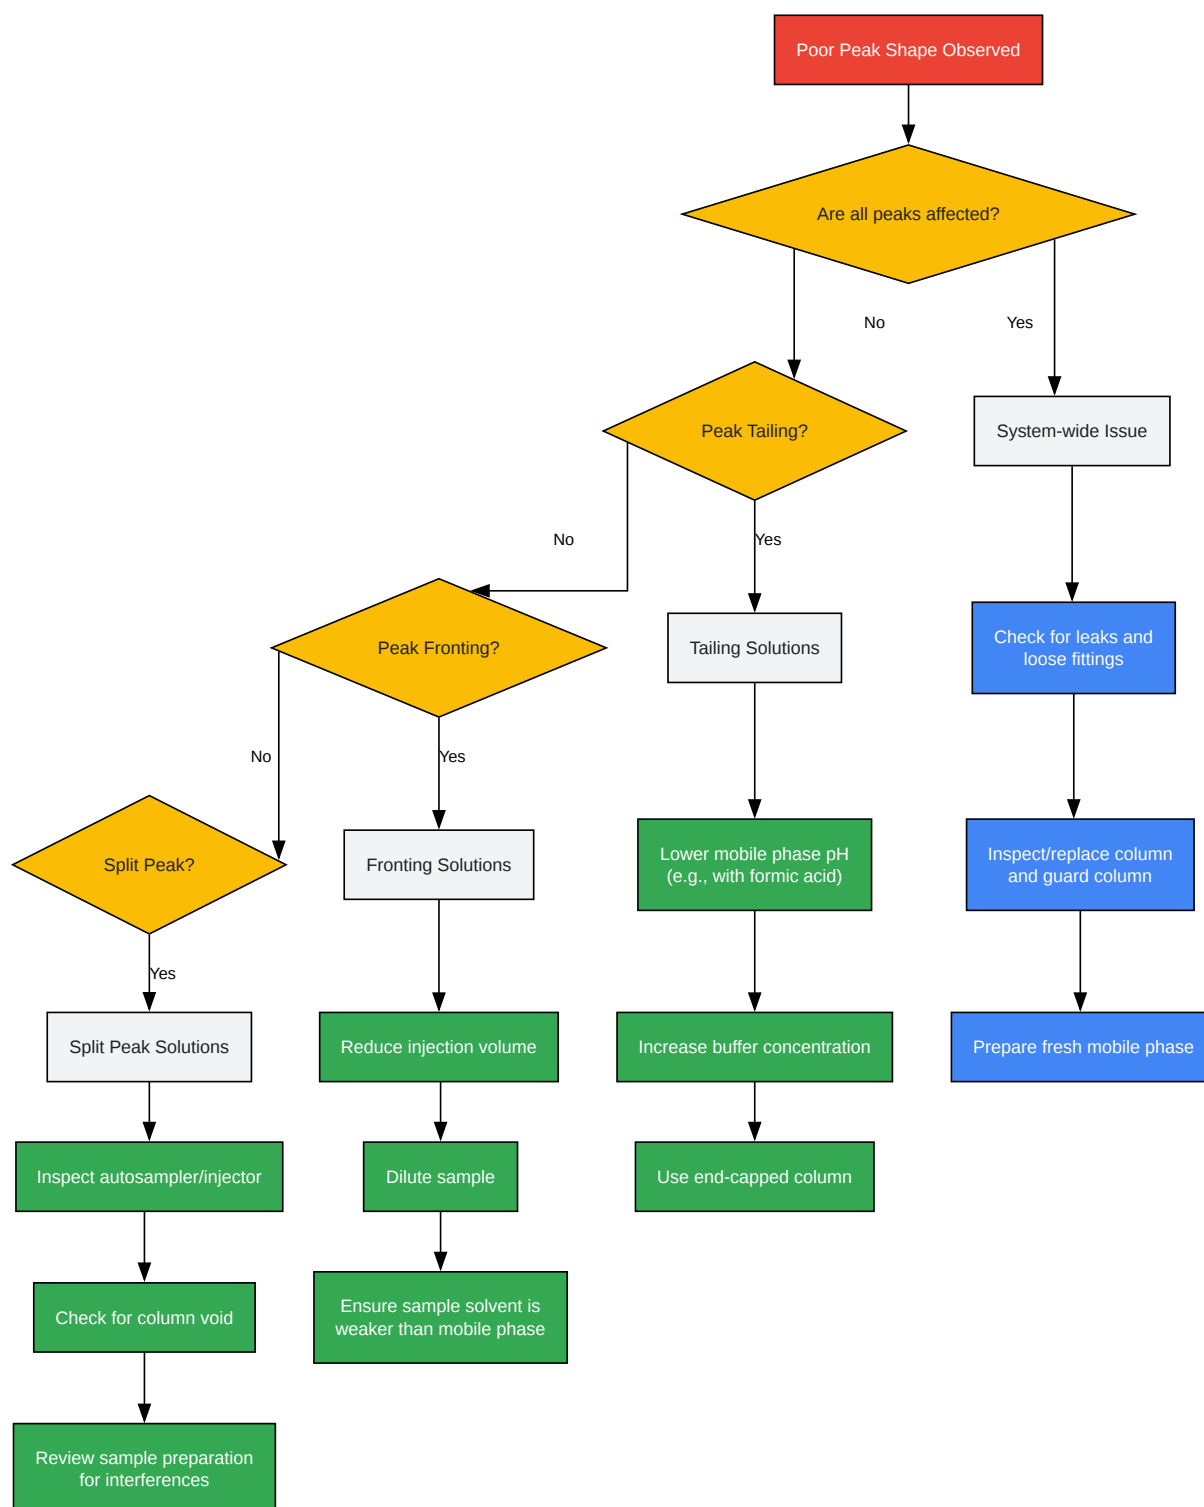 Poor Peak Shape Observed
Are all peaks affected?
No
Yes
Peak Tailing?
System-wide Issue
No
Yes
Peak Fronting?
Tailing Solutions
Check for leaks and
loose fittings
No
Yes
Split Peak?
Fronting Solutions
Lower mobile phase pH
(e.g., with formic acid)
Inspect/replace column
and guard column
Yes
Split Peak Solutions
Reduce injection volume
Increase buffer concentration
Prepare fresh mobile phase
Inspect autosampler/injector
Dilute sample
Use end-capped column
Check for column void
Ensure sample solvent is
weaker than mobile phase
Review sample preparation
for interferences